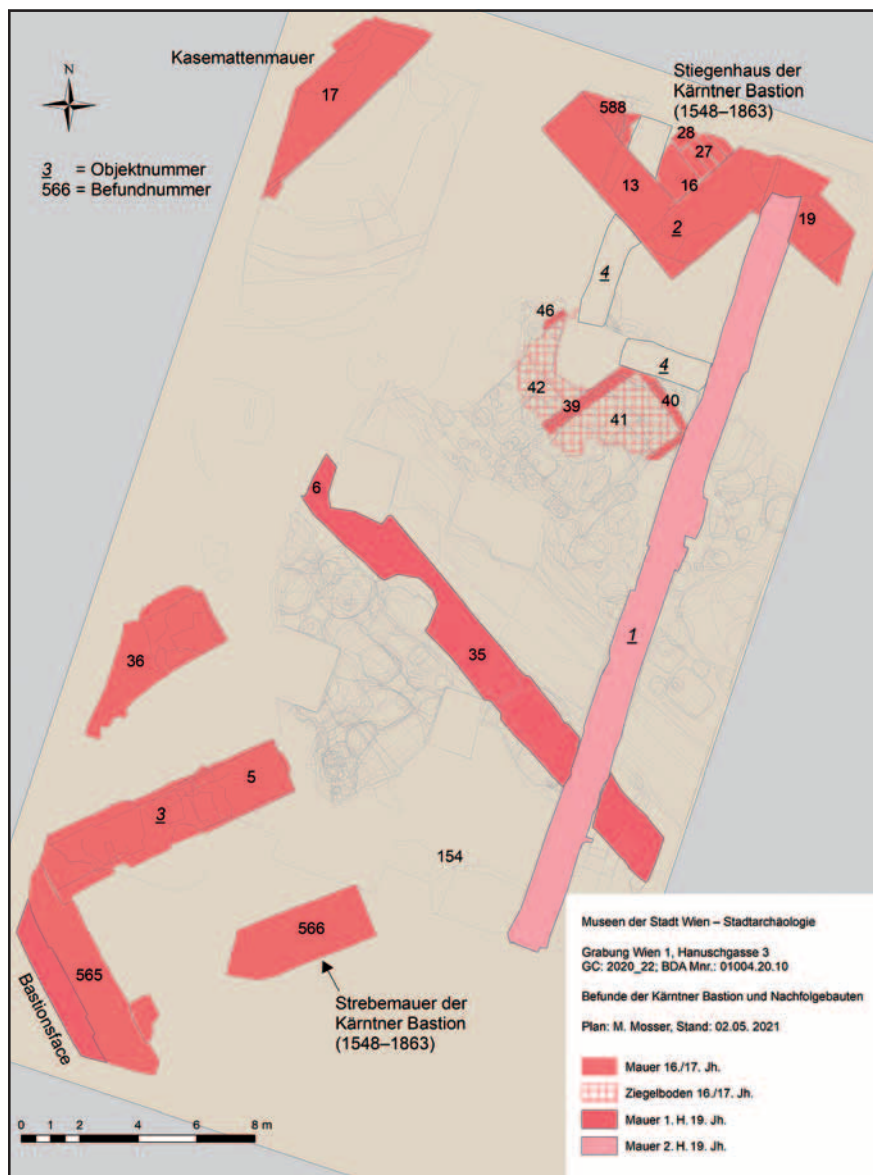 Kasemattenmauer
17
N
3 = Objektnummer
566 = Befundnummer
Stiegenhaus der
Kärntner Bastion
(1548–1863)
588
28
27
13
16
2
19
4
46
4
42
39
40
41
6
1
35
36
5
3
154
566
565
Bastionsface
Strebemauer der
Kärntner Bastion
(1548–1863)
0 2 4 6 8 m
Museen der Stadt Wien – Stadtarchäologie
Grabung Wien 1, Hanuschgasse 3
GC: 2020_22; BDA Mnr.: 01004.20.10
Befunde der Kärntner Bastion und Nachfolgebauten
Plan: M. Mosser, Stand: 02.05. 2021
Mauer 16./17. Jh.
Ziegelboden 16./17. Jh.
Mauer 1. H. 19. Jh.
Mauer 2. H. 19. Jh.